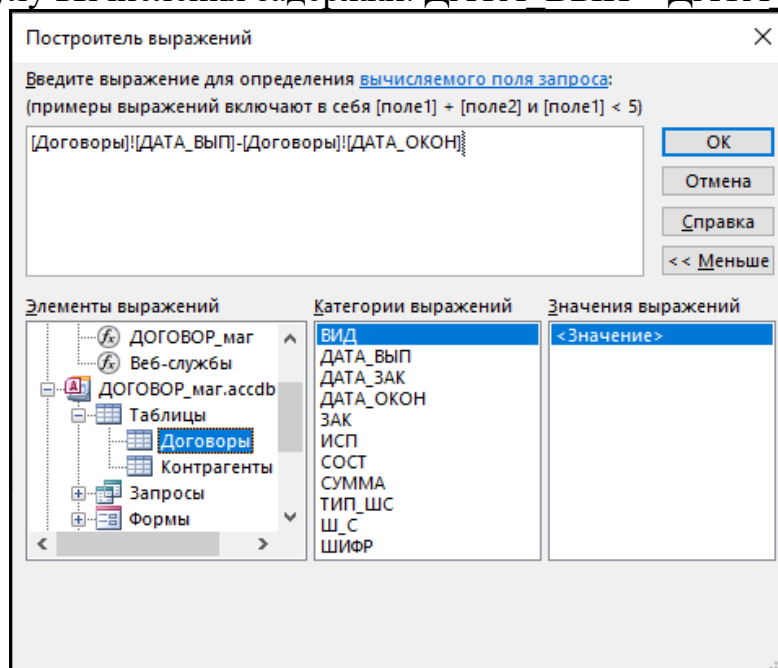 Построитель выражений
Введите выражение для определения вычисляемого поля запроса:
(примеры выражений включают в себя [поле1] + [поле2] и [поле1] < 5)
[Договоры]![ДАТА_ВЫП]-[Договоры]![ДАТА_ОКОН]
ОК
Отмена
Справка
<< Меньше
Элементы выражений
ДОГОВОР_маг
Веб-службы
ДОГОВОР_маг.accdb
Таблицы
Договоры
Контрагенты
Запросы
Формы
Категории выражений
ВИД
ДАТА_ВЫП
ДАТА_ЗАК
ДАТА_ОКОН
ЗАК
ИСП
СОСТ
СУММА
ТИП_ШС
Ш_С
ШИФР
Значения выражений
<Значение>